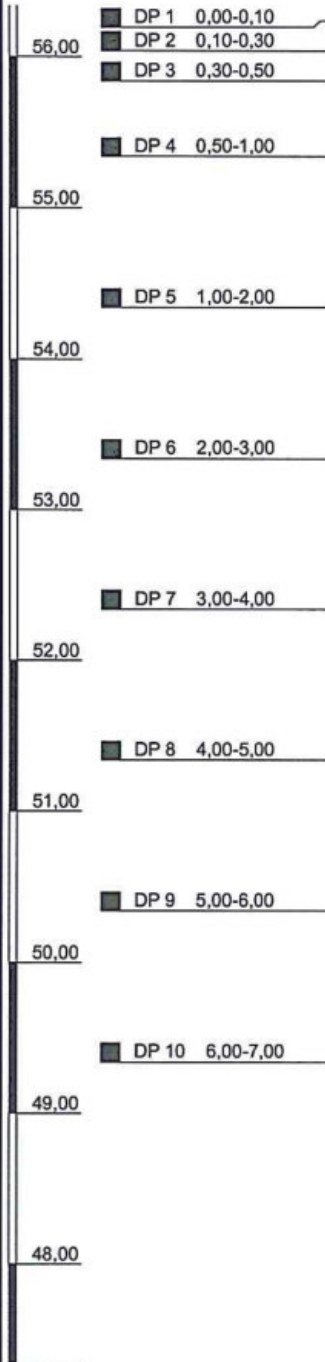 DP 1 0,00-0,10
DP 2 0,10-0,30
56,00
DP 3 0,30-0,50
DP 4 0,50-1,00
55,00
DP 5 1,00-2,00
54,00
DP 6 2,00-3,00
53,00
DP 7 3,00-4,00
52,00
DP 8 4,00-5,00
51,00
DP 9 5,00-6,00
50,00
DP 10 6,00-7,00
49,00
48,00